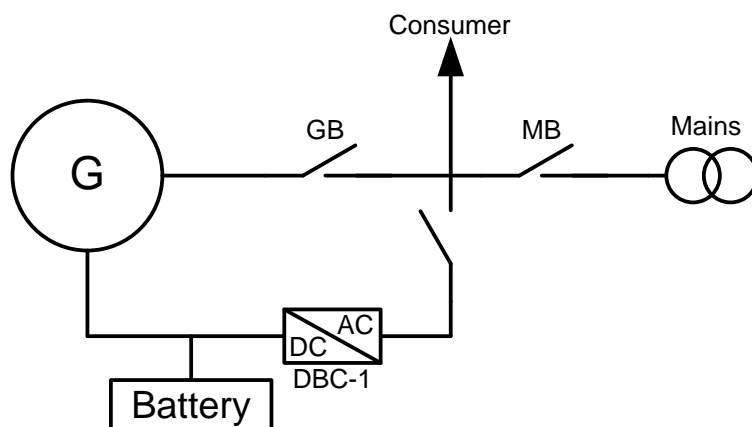 Consumer
GB
MB
Mains
G
AC
DC
DBC-1
Battery